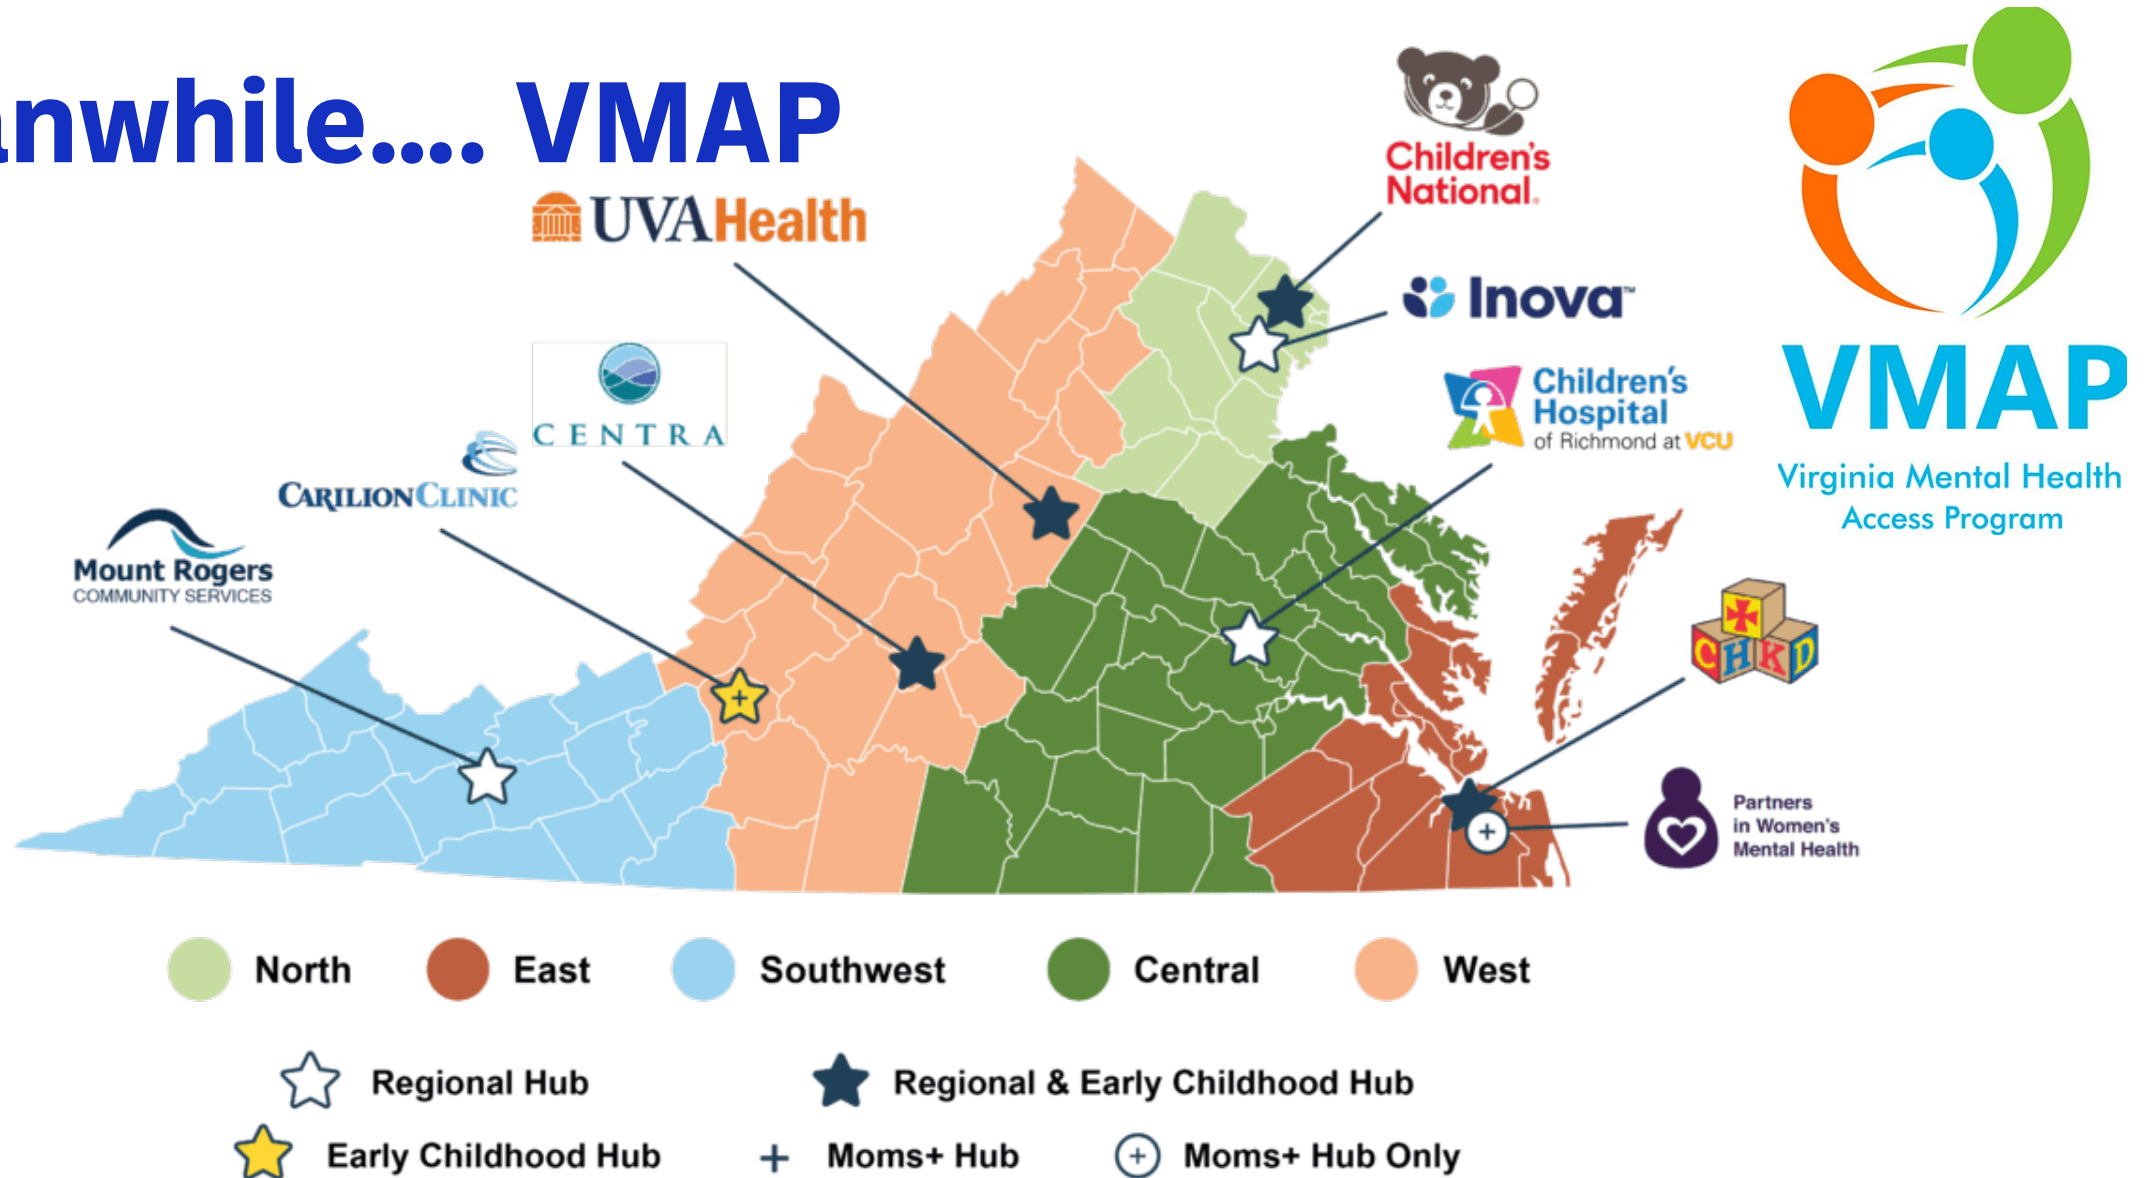 anwhile.... VMAP
UVAHealth
CENTRA
CARILION CLINIC
Mount Rogers
COMMUNITY SERVICES
Children's
National®
Inova™
Children's
Hospital
of Richmond at VCU
VMAP
Virginia Mental Health
Access Program
CHKD
Partners
in Women's
Mental Health
North
East
Southwest
Central
West
Regional Hub
Regional & Early Childhood Hub
Early Childhood Hub
+ Moms+ Hub
+ Moms+ Hub Only